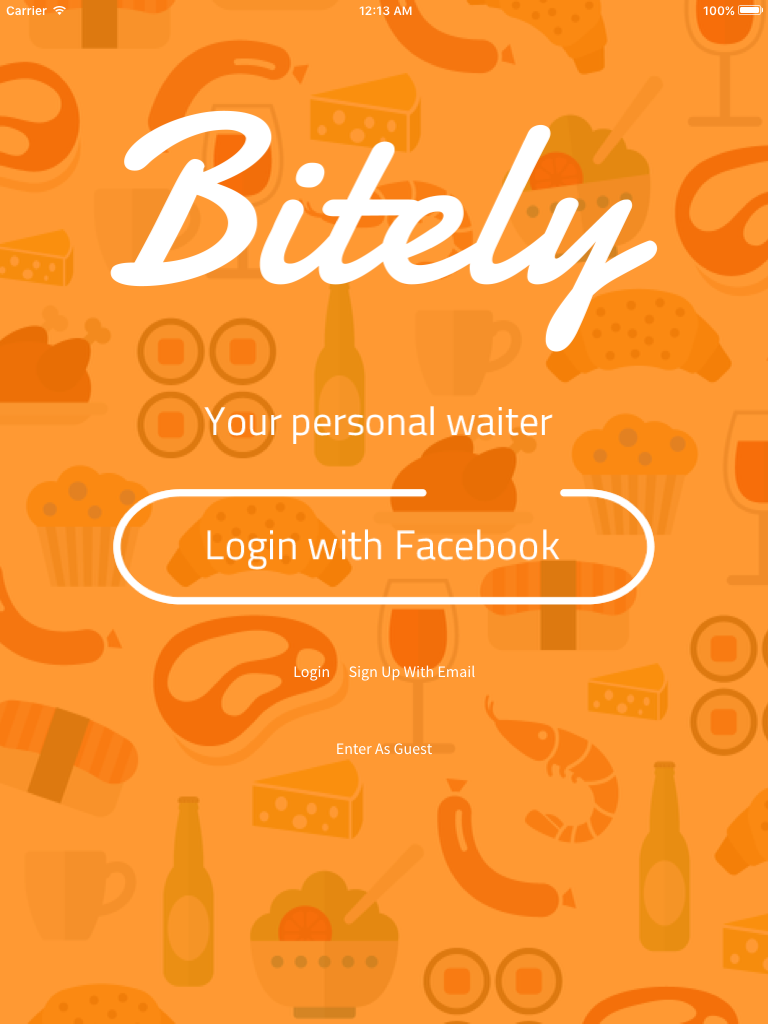 Carrier 12:13 AM 100%
Bitely
Your personal waiter
Login with Facebook
Login Sign Up With Email
Enter As Guest